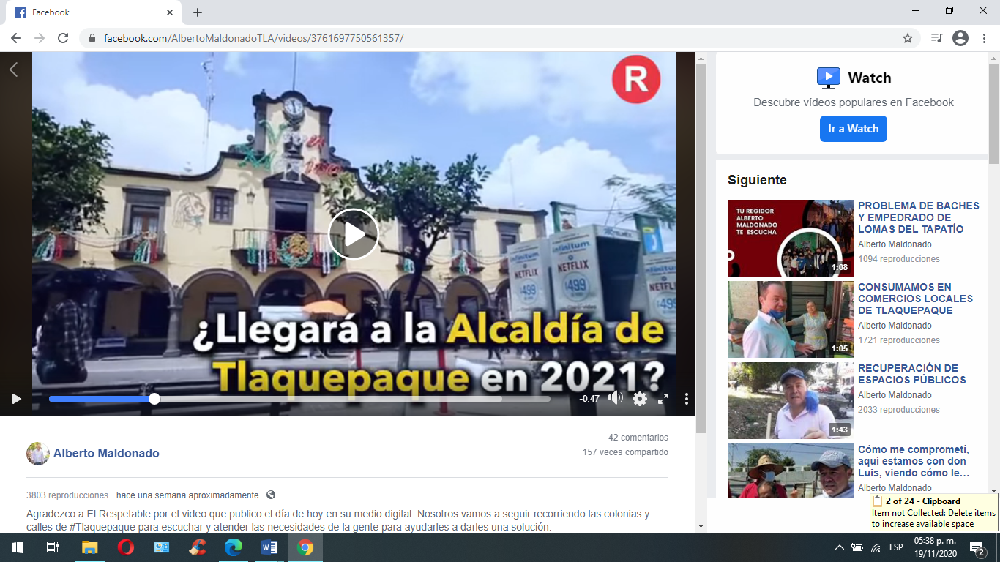 Facebook
facebook.com/AlbertoMaldonadoTLA/videos/3761697750561357/
R
VIVA
MÉXICO
TELMEX
infinitum
NETFLIX
$499
infinitum
NETFLIX
$499
infinitum
NETFLIX
$499
¿Llegará a la Alcaldía de
Tlaquepaque en 2021?
-0:47
Alberto Maldonado
42 comentarios
157 veces compartido
3803 reproducciones · hace una semana aproximadamente ·
Agradezco a El Respetable por el video que publico el día de hoy en su medio digital. Nosotros vamos a seguir recorriendo las colonias y
calles de #Tlaquepaque para escuchar y atender las necesidades de la gente para ayudarles a darles una solución.
Watch
Descubre vídeos populares en Facebook
Ir a Watch
Siguiente
TU REGIDOR
ALBERTO
MALDONADO
TE ESCUCHA
1:08
PROBLEMA DE BACHES
Y EMPEDRADO DE
LOMAS DEL TAPATÍO
Alberto Maldonado
1094 reproducciones
1:05
CONSUMAMOS EN
COMERCIOS LOCALES
DE TLAQUEPAQUE
Alberto Maldonado
1721 reproducciones
1:43
RECUPERACIÓN DE
ESPACIOS PÚBLICOS
Alberto Maldonado
2033 reproducciones
Cómo me comprometí,
aquí estamos con don
Luis, viendo cómo le…
Alberto Maldonado
2 of 24 - Clipboard
Item not Collected: Delete items
to increase available space
ESP
05:38 p. m.
19/11/2020
2